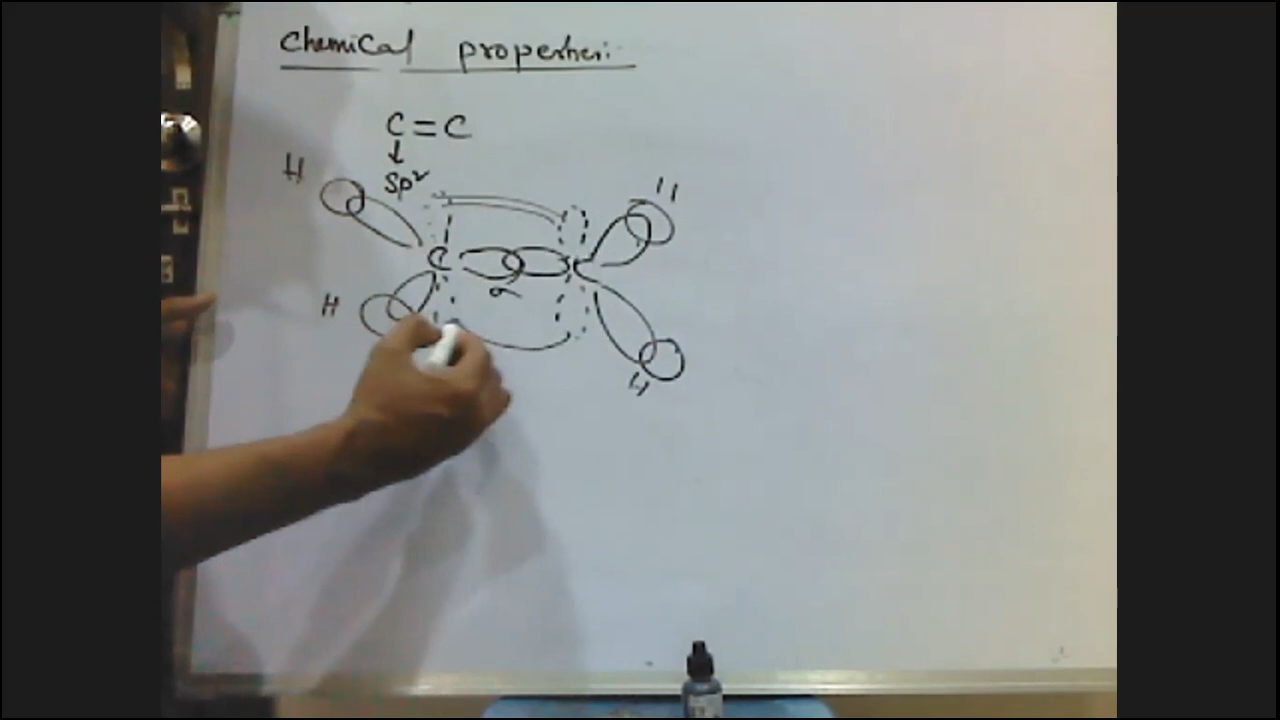 Chemical properties:
C=C
↓
Sp²
H
H
C
C
σ
H
H